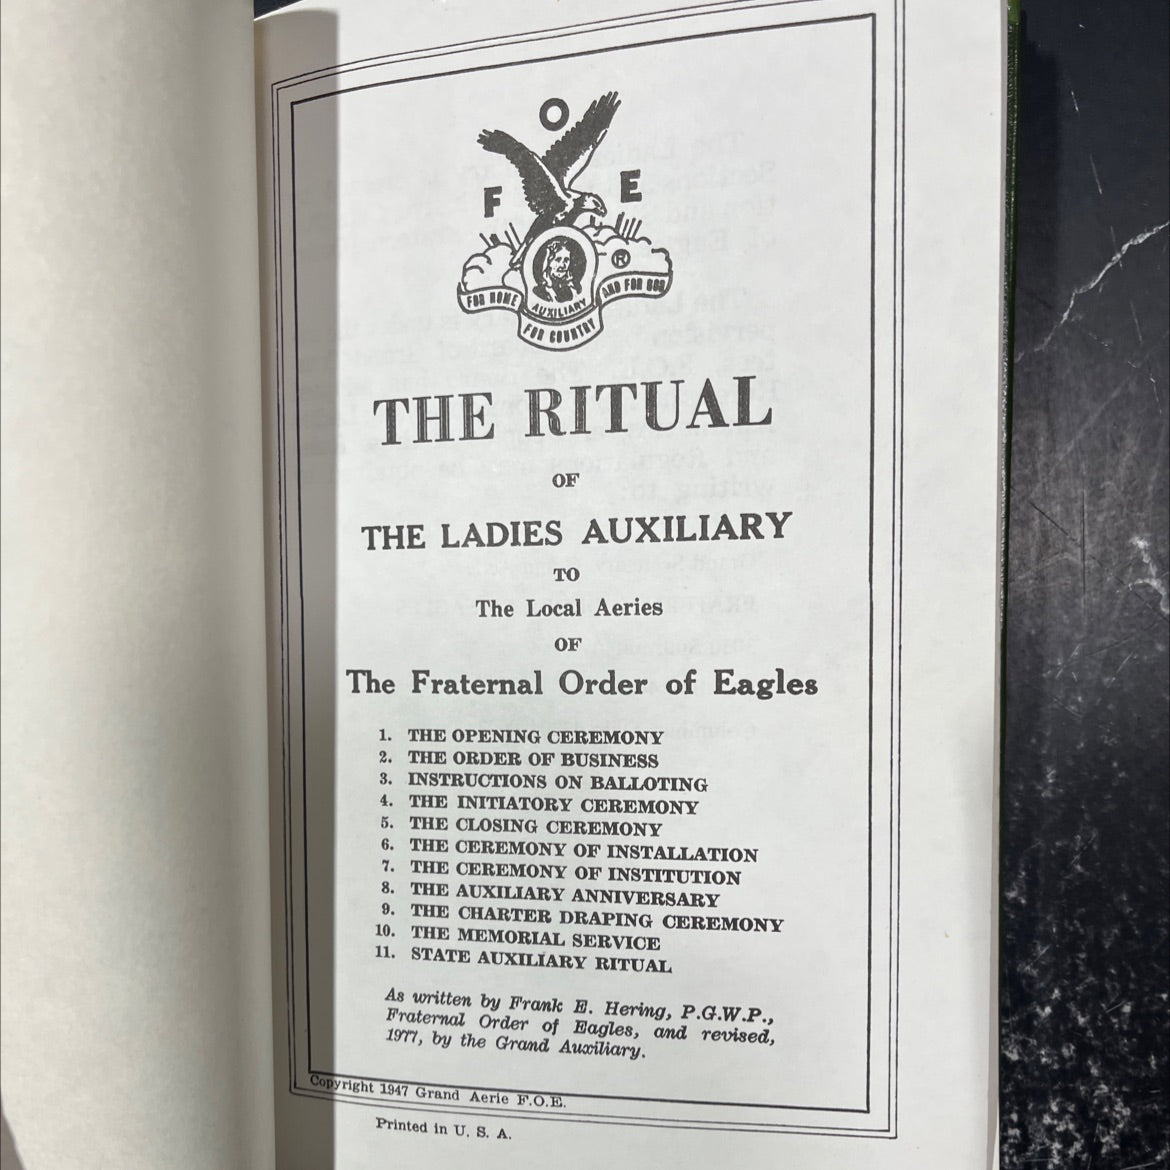 O
F E
®
FOR HOME AND FOR GOD
AUXILIARY
FOR COUNTRY
THE RITUAL
OF
THE LADIES AUXILIARY
TO
The Local Aeries
OF
The Fraternal Order of Eagles
1. THE OPENING CEREMONY
2. THE ORDER OF BUSINESS
3. INSTRUCTIONS ON BALLOTING
4. THE INITIATORY CEREMONY
5. THE CLOSING CEREMONY
6. THE CEREMONY OF INSTALLATION
7. THE CEREMONY OF INSTITUTION
8. THE AUXILIARY ANNIVERSARY
9. THE CHARTER DRAPING CEREMONY
10. THE MEMORIAL SERVICE
11. STATE AUXILIARY RITUAL
As written by Frank E. Hering, P.G.W.P.,
Fraternal Order of Eagles, and revised,
1977, by the Grand Auxiliary.
Copyright 1947 Grand Aerie F.O.E.
Printed in U. S. A.